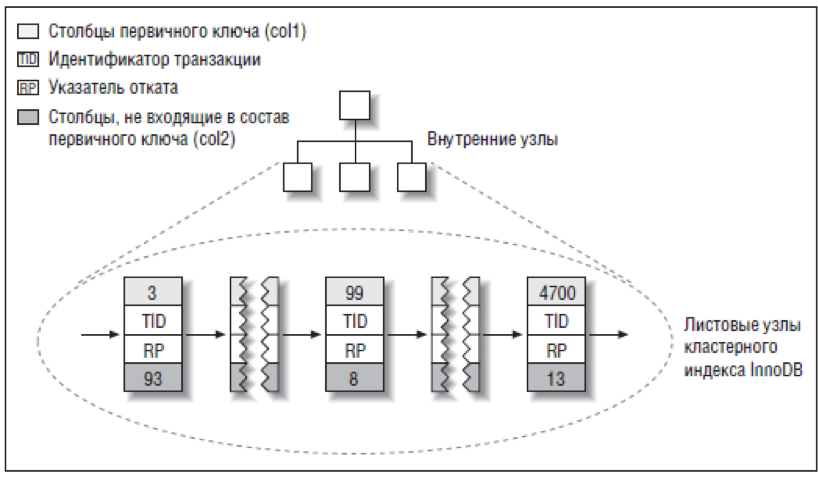 Столбцы первичного ключа (col1)
TID Идентификатор транзакции
RP Указатель отката
Столбцы, не входящие в состав
первичного ключа (col2)
Внутренние узлы
3
TID
RP
93
99
TID
RP
8
4700
TID
RP
13
Листовые узлы
кластерного
индекса InnoDB